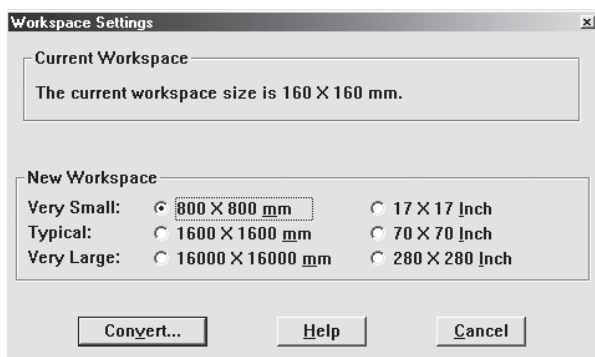 Workspace Settings
Current Workspace
The current workspace size is 160 X 160 mm.
New Workspace
Very Small: 800 X 800 mm 17 X 17 Inch
Typical: 1600 X 1600 mm 70 X 70 Inch
Very Large: 16000 X 16000 mm 280 X 280 Inch
Convert... Help Cancel